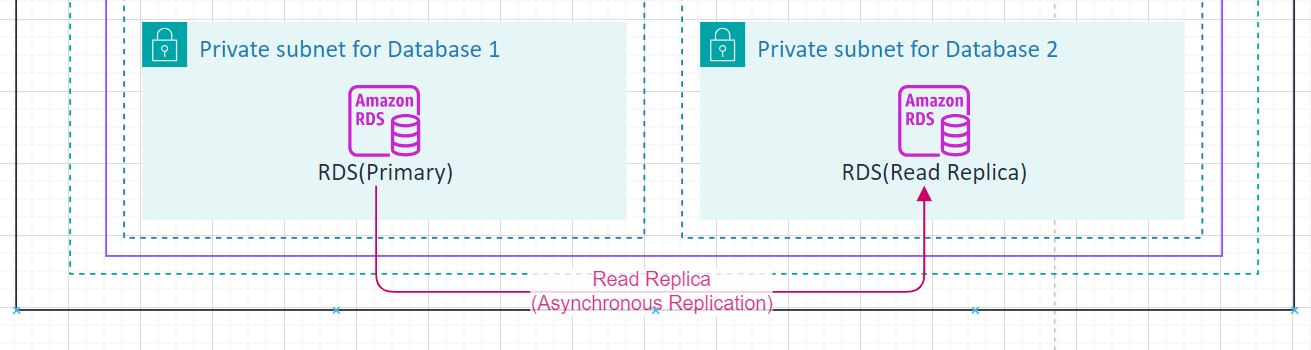 Private subnet for Database 1
Private subnet for Database 2
Amazon
RDS
Amazon
RDS
RDS(Primary)
RDS(Read Replica)
Read Replica
(Asynchronous Replication)